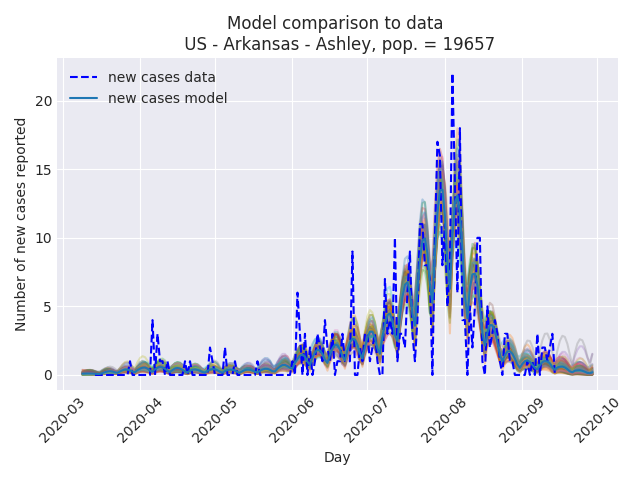 Model comparison to data
US - Arkansas - Ashley, pop. = 19657
new cases data
new cases model
Number of new cases reported
20
15
10
5
0
2020-03
2020-04
2020-05
2020-06
2020-07
2020-08
2020-09
2020-10
Day